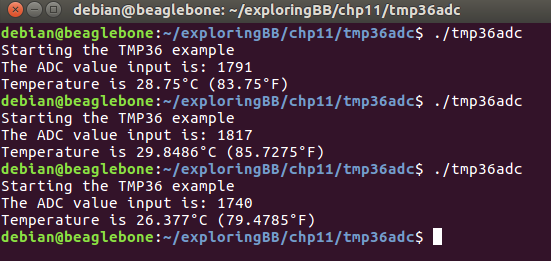 debian@beaglebone: ~/exploringBB/chp11/tmp36adc
debian@beaglebone:~/exploringBB/chp11/tmp36adc$ ./tmp36adc
Starting the TMP36 example
The ADC value input is: 1791
Temperature is 28.75°C (83.75°F)
debian@beaglebone:~/exploringBB/chp11/tmp36adc$ ./tmp36adc
Starting the TMP36 example
The ADC value input is: 1817
Temperature is 29.8486°C (85.7275°F)
debian@beaglebone:~/exploringBB/chp11/tmp36adc$ ./tmp36adc
Starting the TMP36 example
The ADC value input is: 1740
Temperature is 26.377°C (79.4785°F)
debian@beaglebone:~/exploringBB/chp11/tmp36adc$